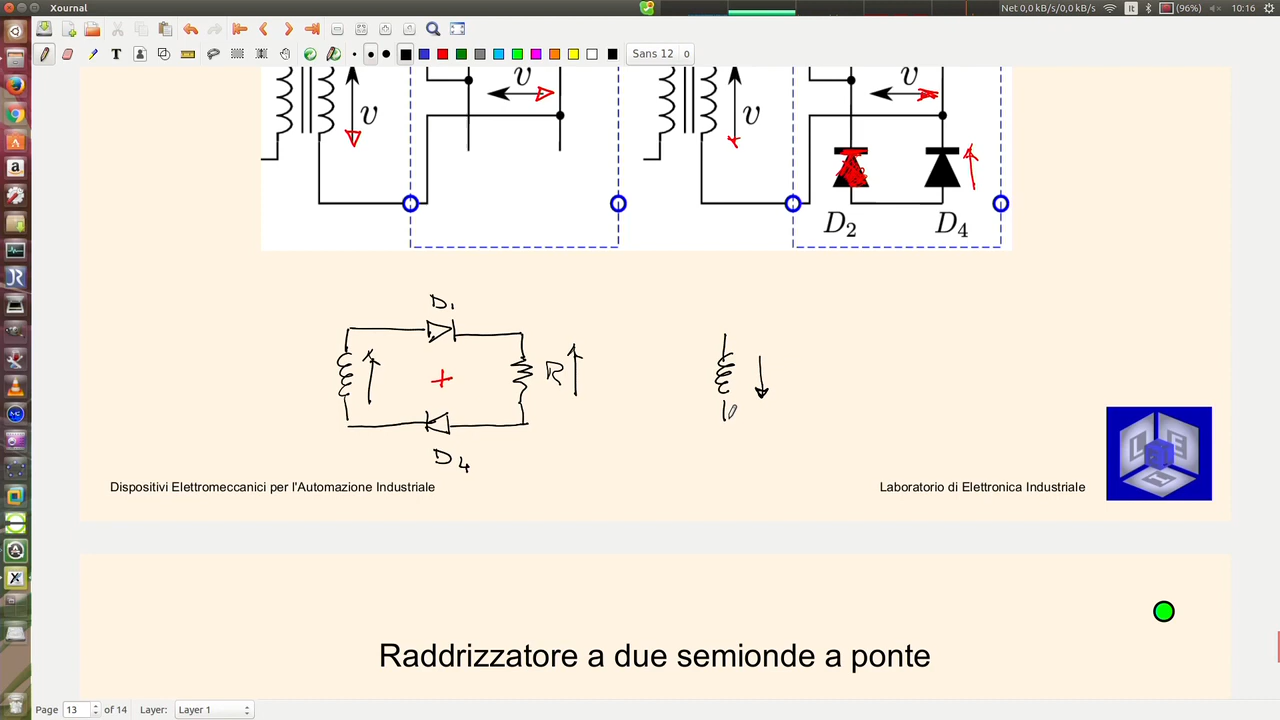 Xournal
Net 0,0 kB/s/0,0 kB/s It (96%) 10:16
T Sans 12 0
v v v v
D2 D4
D1
R
D4
Dispositivi Elettromeccanici per l'Automazione Industriale
Laboratorio di Elettronica Industriale
Raddrizzatore a due semionde a ponte
Page 13 of 14 Layer: Layer 1